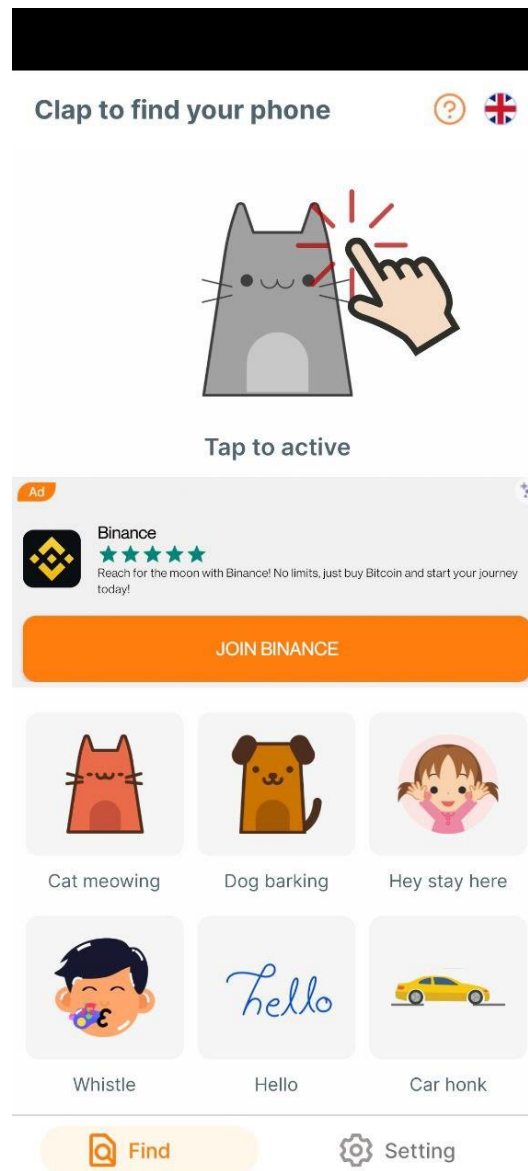 Clap to find your phone
?
Tap to active
Ad
Binance
Reach for the moon with Binance! No limits, just buy Bitcoin and start your journey
today!
JOIN BINANCE
Cat meowing
Dog barking
Hey stay here
Whistle
Hello
hello
Car honk
Find
Setting